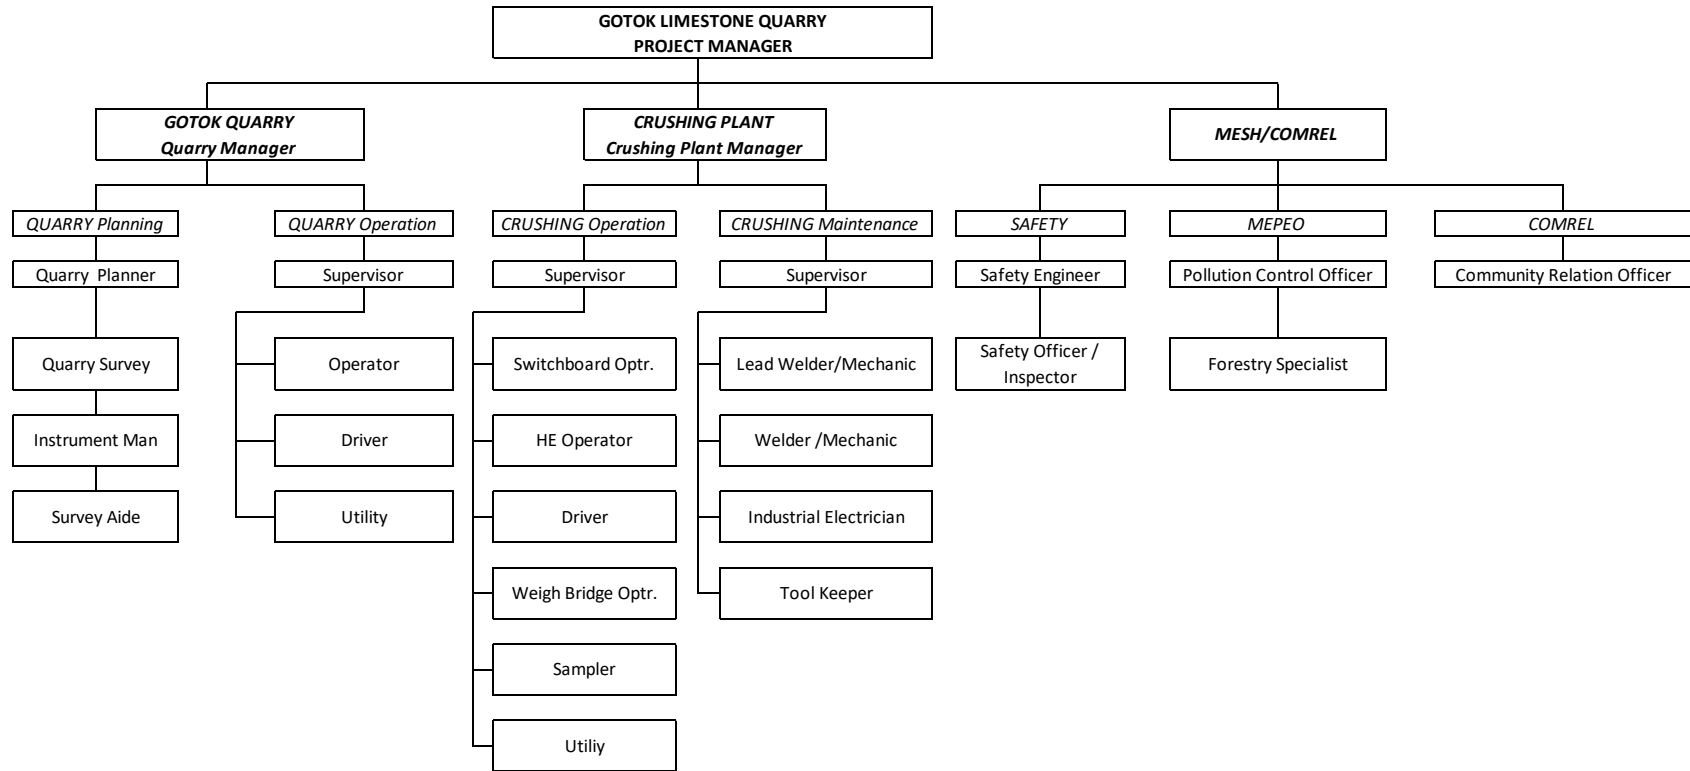 GOTOK LIMESTONE QUARRY
PROJECT MANAGER
GOTOK QUARRY
Quarry Manager
CRUSHING PLANT
Crushing Plant Manager
MESH/COMREL
QUARRY Planning
QUARRY Operation
CRUSHING Operation
CRUSHING Maintenance
SAFETY
MEPEO
COMREL
Quarry  Planner
Supervisor
Supervisor
Supervisor
Safety Engineer
Pollution Control Officer
Community Relation Officer
Quarry Survey
Operator
Switchboard Optr.
Lead Welder/Mechanic
Safety Officer /
Inspector
Forestry Specialist
Instrument Man
Driver
HE Operator
Welder /Mechanic
Survey Aide
Utility
Driver
Industrial Electrician
Weigh Bridge Optr.
Tool Keeper
Sampler
Utiliy